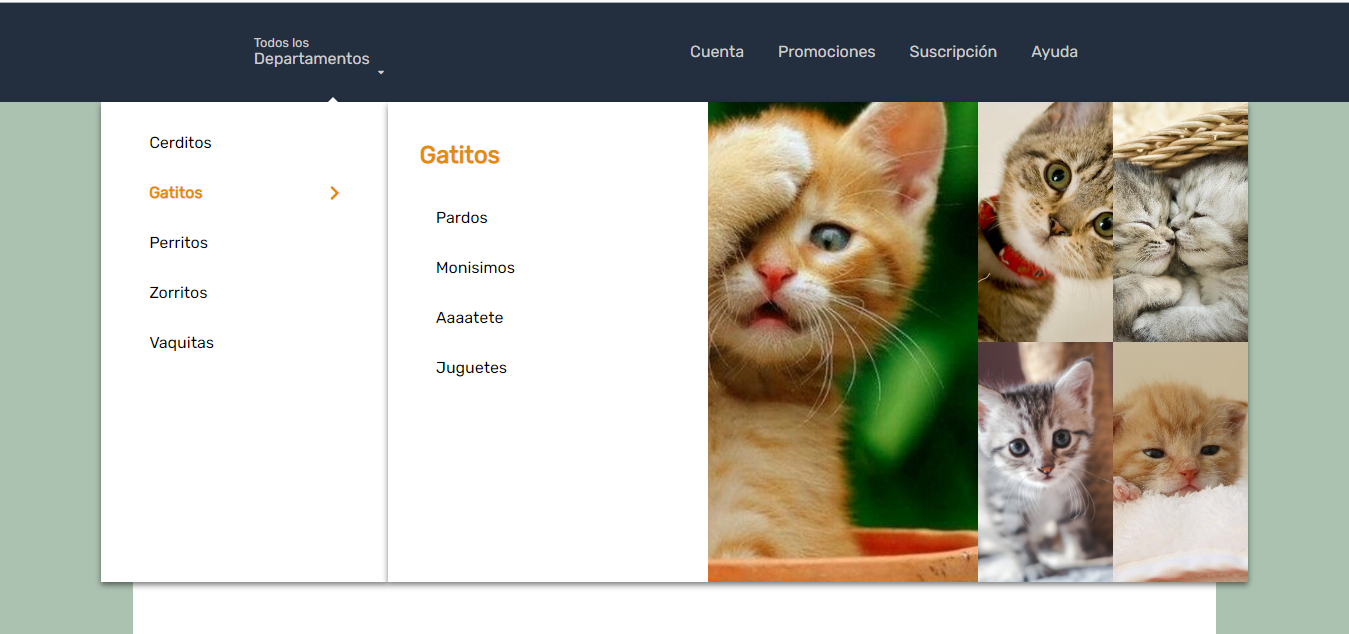 Todos los
Departamentos
Cuenta Promociones Suscripción Ayuda
Cerditos
Gatitos
Perritos
Zorritos
Vaquitas
Gatitos
Pardos
Monisimos
Aaaatete
Juguetes